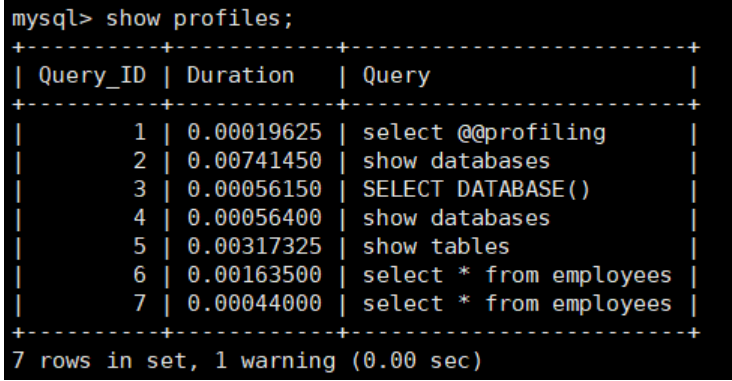 mysql> show profiles;
+----------+------------+-------------------------+
| Query_ID | Duration   | Query                   |
+----------+------------+-------------------------+
|        1 | 0.00019625 | select @@profiling      |
|        2 | 0.00741450 | show databases          |
|        3 | 0.00056150 | SELECT DATABASE()       |
|        4 | 0.00056400 | show databases          |
|        5 | 0.00317325 | show tables             |
|        6 | 0.00163500 | select * from employees |
|        7 | 0.00044000 | select * from employees |
+----------+------------+-------------------------+
7 rows in set, 1 warning (0.00 sec)